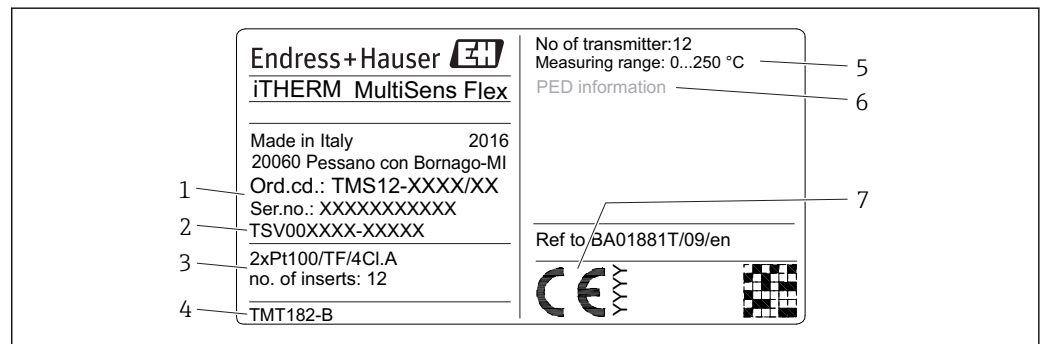 Endress+Hauser EH
iTHERM MultiSens Flex
Made in Italy 2016
20060 Pessano con Bornago-MI
Ord.cd.: TMS12-XXXX/XX
Ser.no.: XXXXXXXXXXX
TSV00XXXX-XXXXX
2xPt100/TF/4Cl.A
no. of inserts: 12
TMT182-B
No of transmitter:12
Measuring range: 0...250 °C
PED information
Ref to BA01881T/09/en
CE YYYY
1
2
3
4
5
6
7